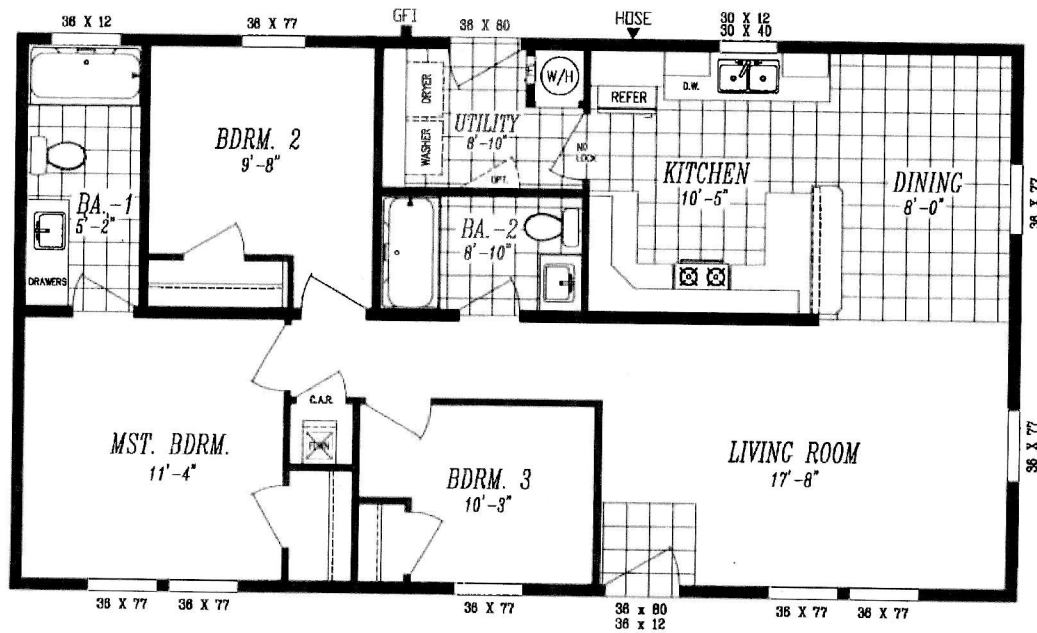 36 X 12
36 X 77
GFI
36 X 80
HOSE
30 X 12
30 X 40
DRYER
WASHER
W/H
UTILITY
8'-10"
OPT.
NO
LOCK
REFER
D.W.
BDRM. 2
9'-8"
BA.-1
5'-2"
DRAWERS
BA.-2
8'-10"
KITCHEN
10'-5"
DINING
8'-0"
36 X 77
C.A.R.
FURN
MST. BDRM.
11'-4"
BDRM. 3
10'-3"
LIVING ROOM
17'-8"
36 X 77
36 X 77
36 X 77
36 X 77
36 x 80
36 x 12
36 X 77
36 X 77